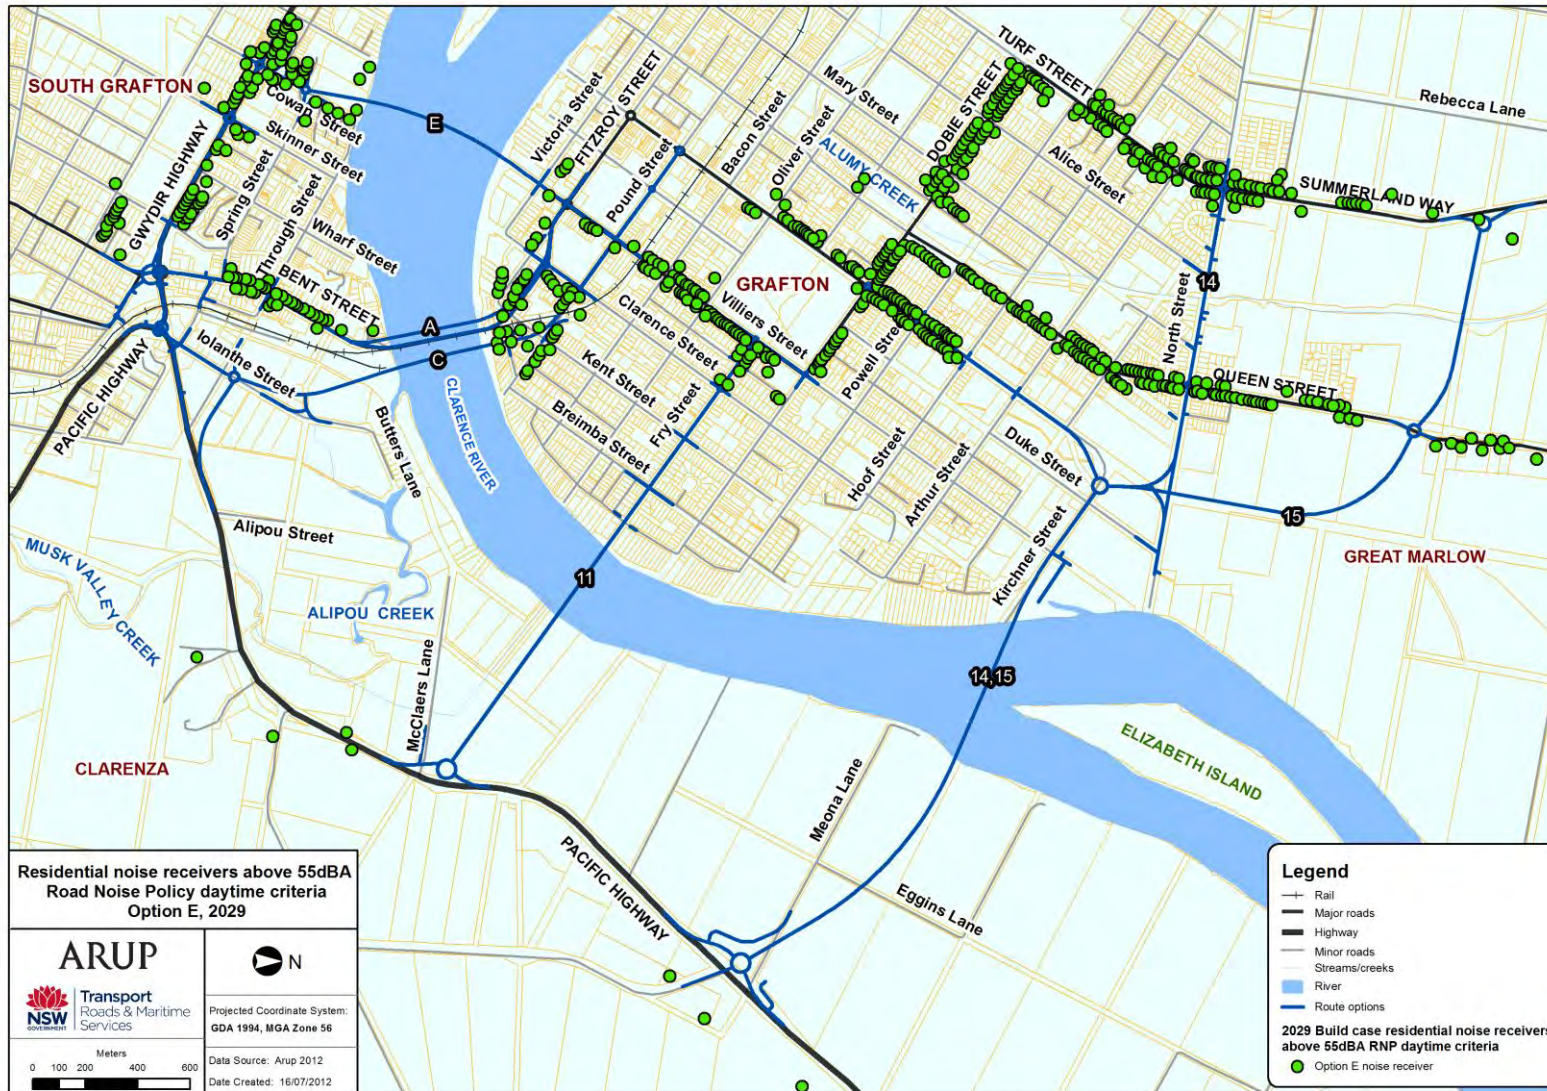 TURF STREET
SOUTH GRAFTON
Cowan Street
Skinner Street
GWYDIR HIGHWAY
Spring Street
Through Street
Wharf Street
BENT STREET
E
Victoria Street
FITZROY STREET
Pound Street
Bacon Street
Oliver Street
Mary Street
ALUMY CREEK
DOBIE STREET
Alice Street
Rebecca Lane
SUMMERLAND WAY
North Street
14
GRAFTON
Villiers Street
Clarence Street
Kent Street
Breimba Street
Fry Street
Powell Street
QUEEN STREET
A
C
Iolanthe Street
PACIFIC HIGHWAY
Butters Lane
CLARENCE RIVER
Hoof Street
Arthur Street
Duke Street
Kirchner Street
15
GREAT MARLOW
Alipou Street
MUSK VALLEY CREEK
ALIPOU CREEK
11
McClaers Lane
14,15
ELIZABETH ISLAND
CLARENZA
Meona Lane
PACIFIC HIGHWAY
Eggins Lane
Residential noise receivers above 55dBA
Road Noise Policy daytime criteria
Option E, 2029
ARUP
N
NSW
GOVERNMENT
Transport
Roads & Maritime
Services
Projected Coordinate System:
GDA 1994, MGA Zone 56
Meters
0 100 200 400 600
Data Source: Arup 2012
Date Created: 16/07/2012
Legend
Rail
Major roads
Highway
Minor roads
Streams/creeks
River
Route options
2029 Build case residential noise receivers
above 55dBA RNP daytime criteria
Option E noise receiver